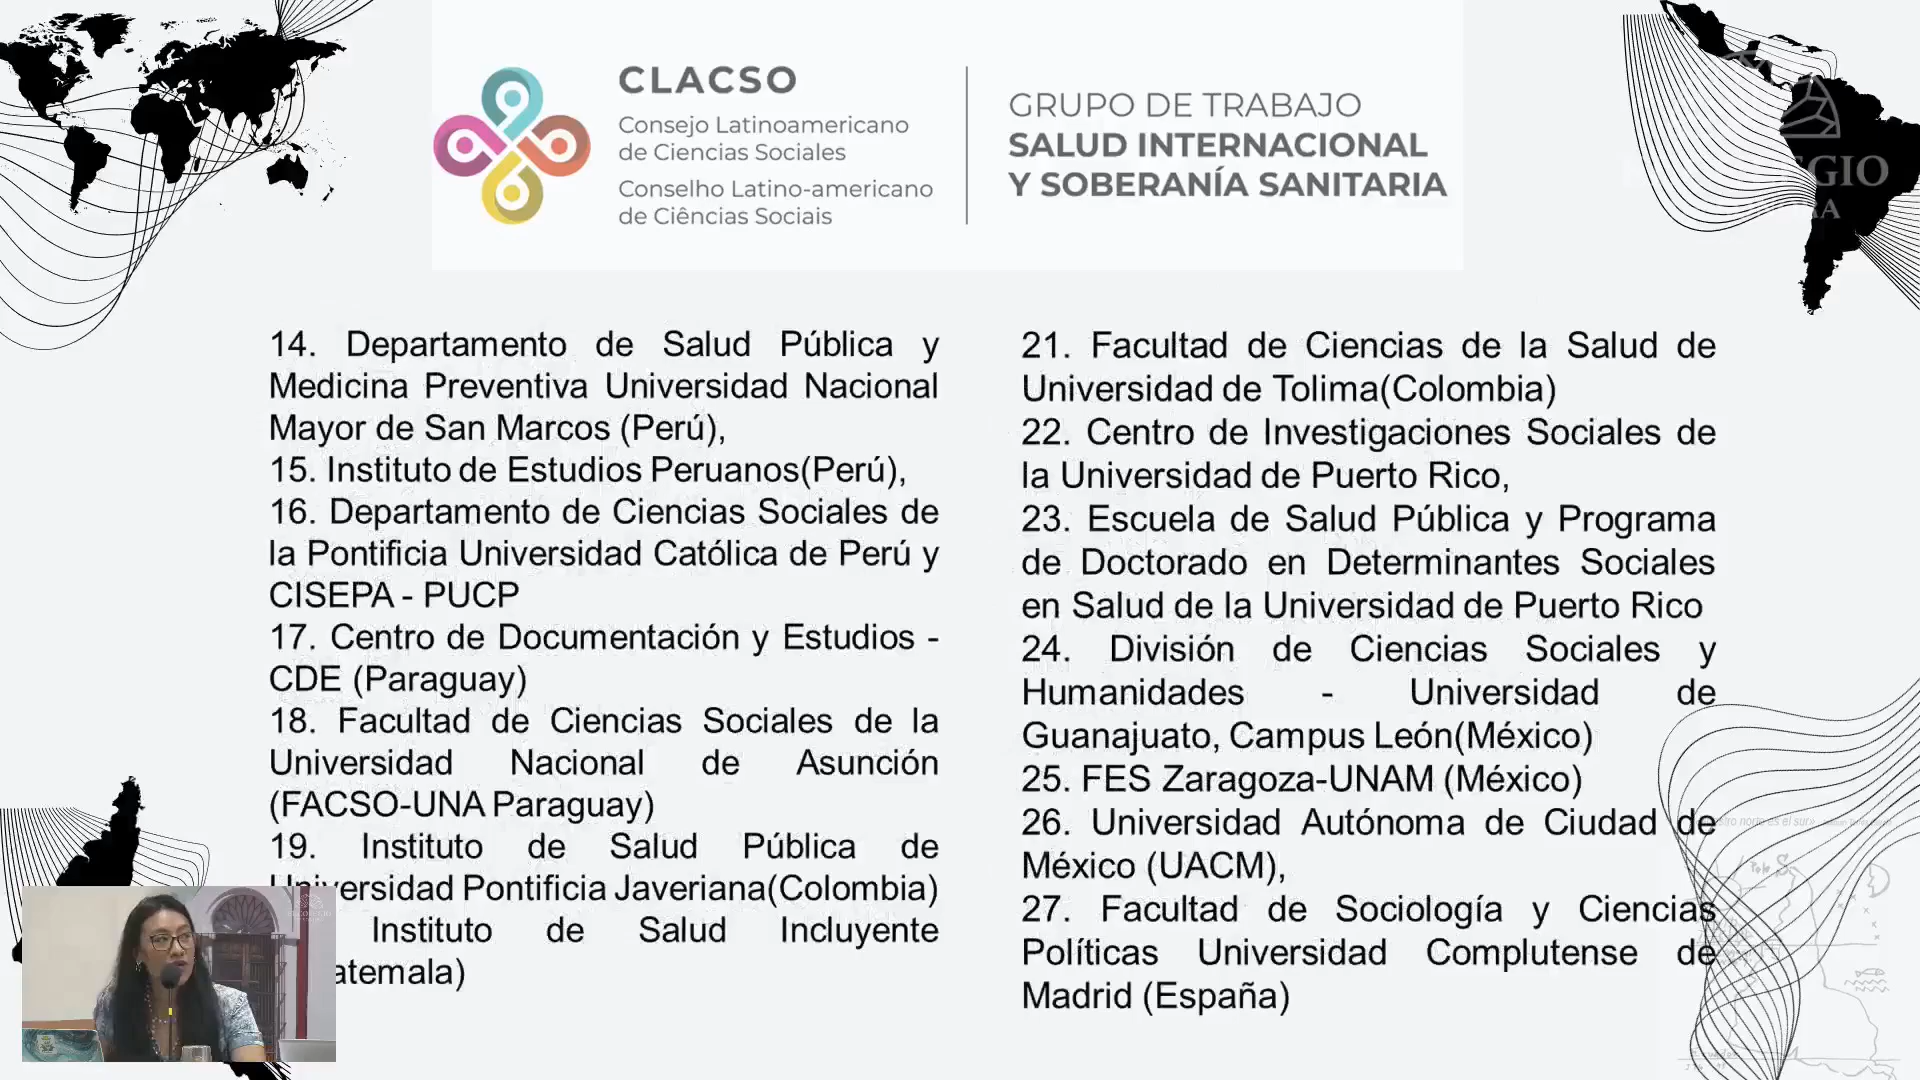 CLACSO
Consejo Latinoamericano
de Ciencias Sociales
Conselho Latino-americano
de Ciências Sociais
GRUPO DE TRABAJO
SALUD INTERNACIONAL
Y SOBERANÍA SANITARIA
14. Departamento de Salud Pública y
Medicina Preventiva Universidad Nacional
Mayor de San Marcos (Perú),
15. Instituto de Estudios Peruanos(Perú),
16. Departamento de Ciencias Sociales de
la Pontificia Universidad Católica de Perú y
CISEPA - PUCP
17. Centro de Documentación y Estudios -
CDE (Paraguay)
18. Facultad de Ciencias Sociales de la
Universidad Nacional de Asunción
(FACSO-UNA Paraguay)
19. Instituto de Salud Pública de
Universidad Pontificia Javeriana(Colombia)
Instituto de Salud Incluyente
atemala)
21. Facultad de Ciencias de la Salud de
Universidad de Tolima(Colombia)
22. Centro de Investigaciones Sociales de
la Universidad de Puerto Rico,
23. Escuela de Salud Pública y Programa
de Doctorado en Determinantes Sociales
en Salud de la Universidad de Puerto Rico
24. División de Ciencias Sociales y
Humanidades - Universidad de
Guanajuato, Campus León(México)
25. FES Zaragoza-UNAM (México)
26. Universidad Autónoma de Ciudad de
México (UACM),
27. Facultad de Sociología y Ciencias
Políticas Universidad Complutense de
Madrid (España)